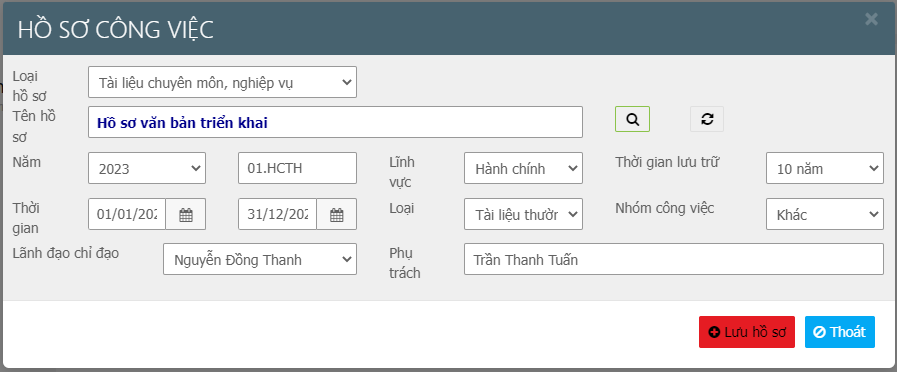 HỒ SƠ CÔNG VIỆC
Loại
hồ sơ
Tài liệu chuyên môn, nghiệp vụ
Tên hồ
sơ
Hồ sơ văn bản triển khai
Năm
2023
01.HCTH
Lĩnh
vực
Hành chính
Thời gian lưu trữ
10 năm
Thời
gian
01/01/202
31/12/202
Loại
Tài liệu thườn
Nhóm công việc
Khác
Lãnh đạo chỉ đạo
Nguyễn Đồng Thanh
Phụ
trách
Trần Thanh Tuấn
Lưu hồ sơ
Thoát